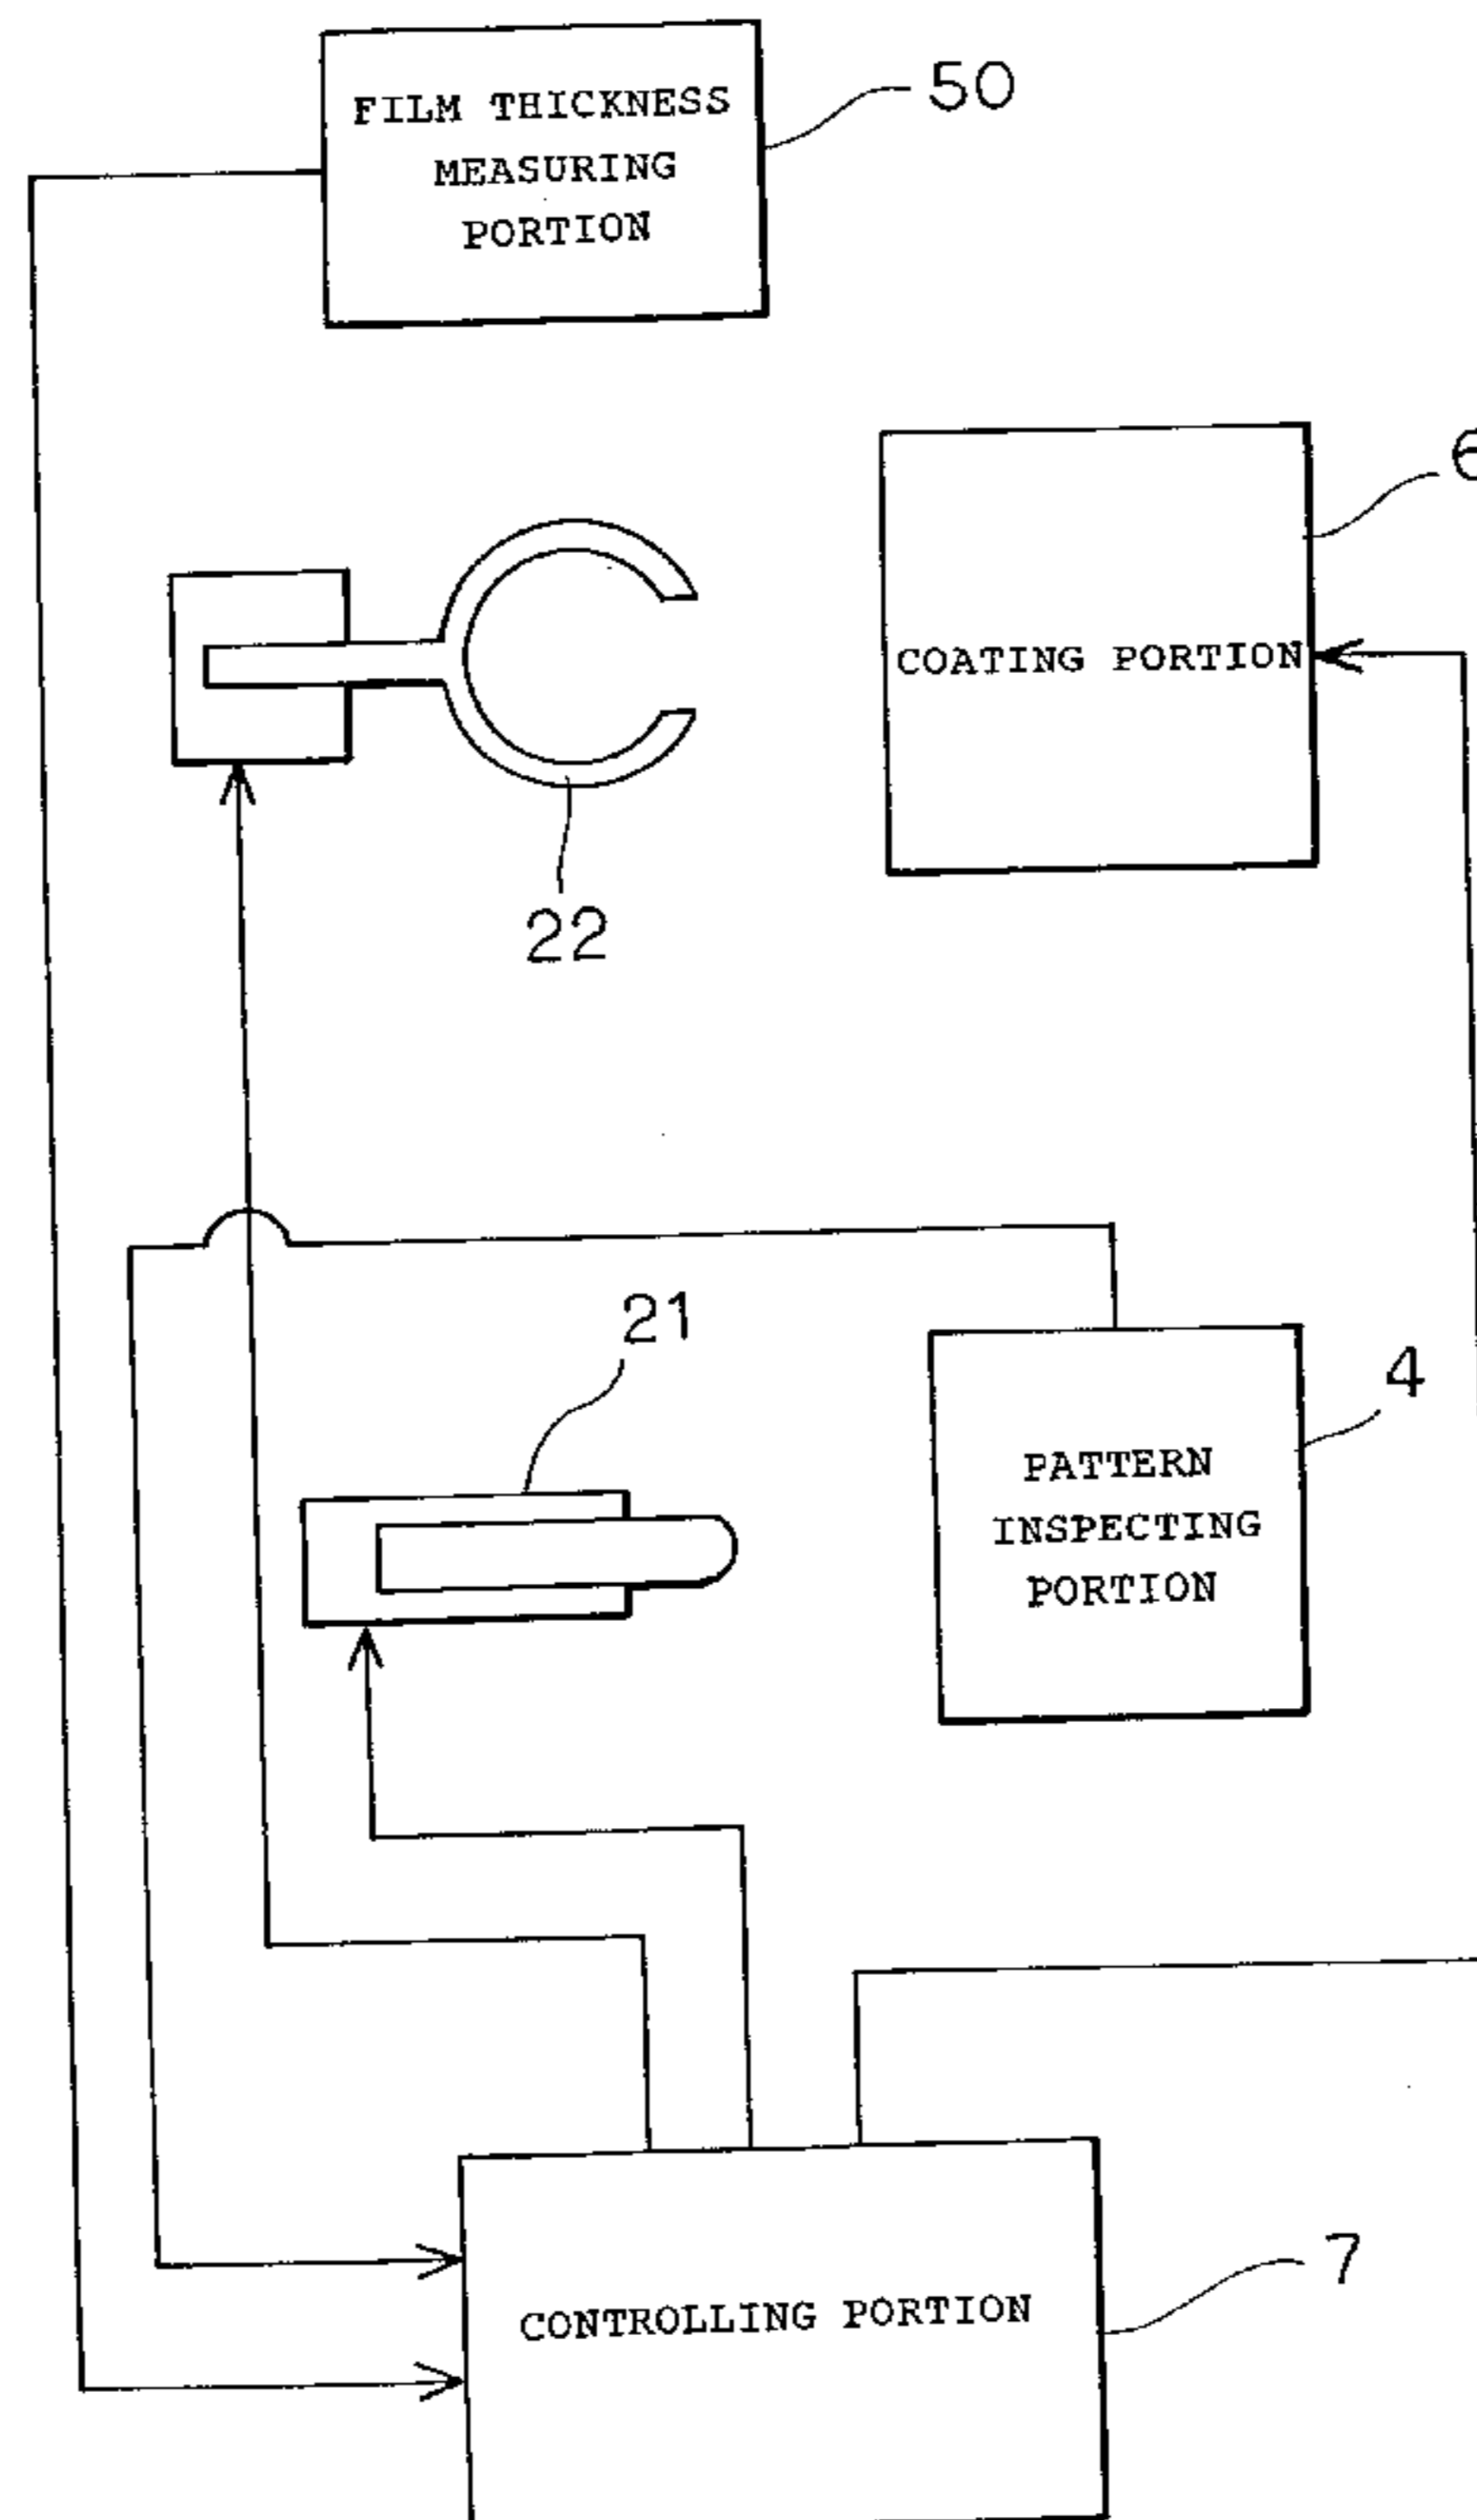 FILM THICKNESS
MEASURING
PORTION
50
COATING PORTION
22
21
4
PATTERN
INSPECTING
PORTION
CONTROLLING PORTION
7